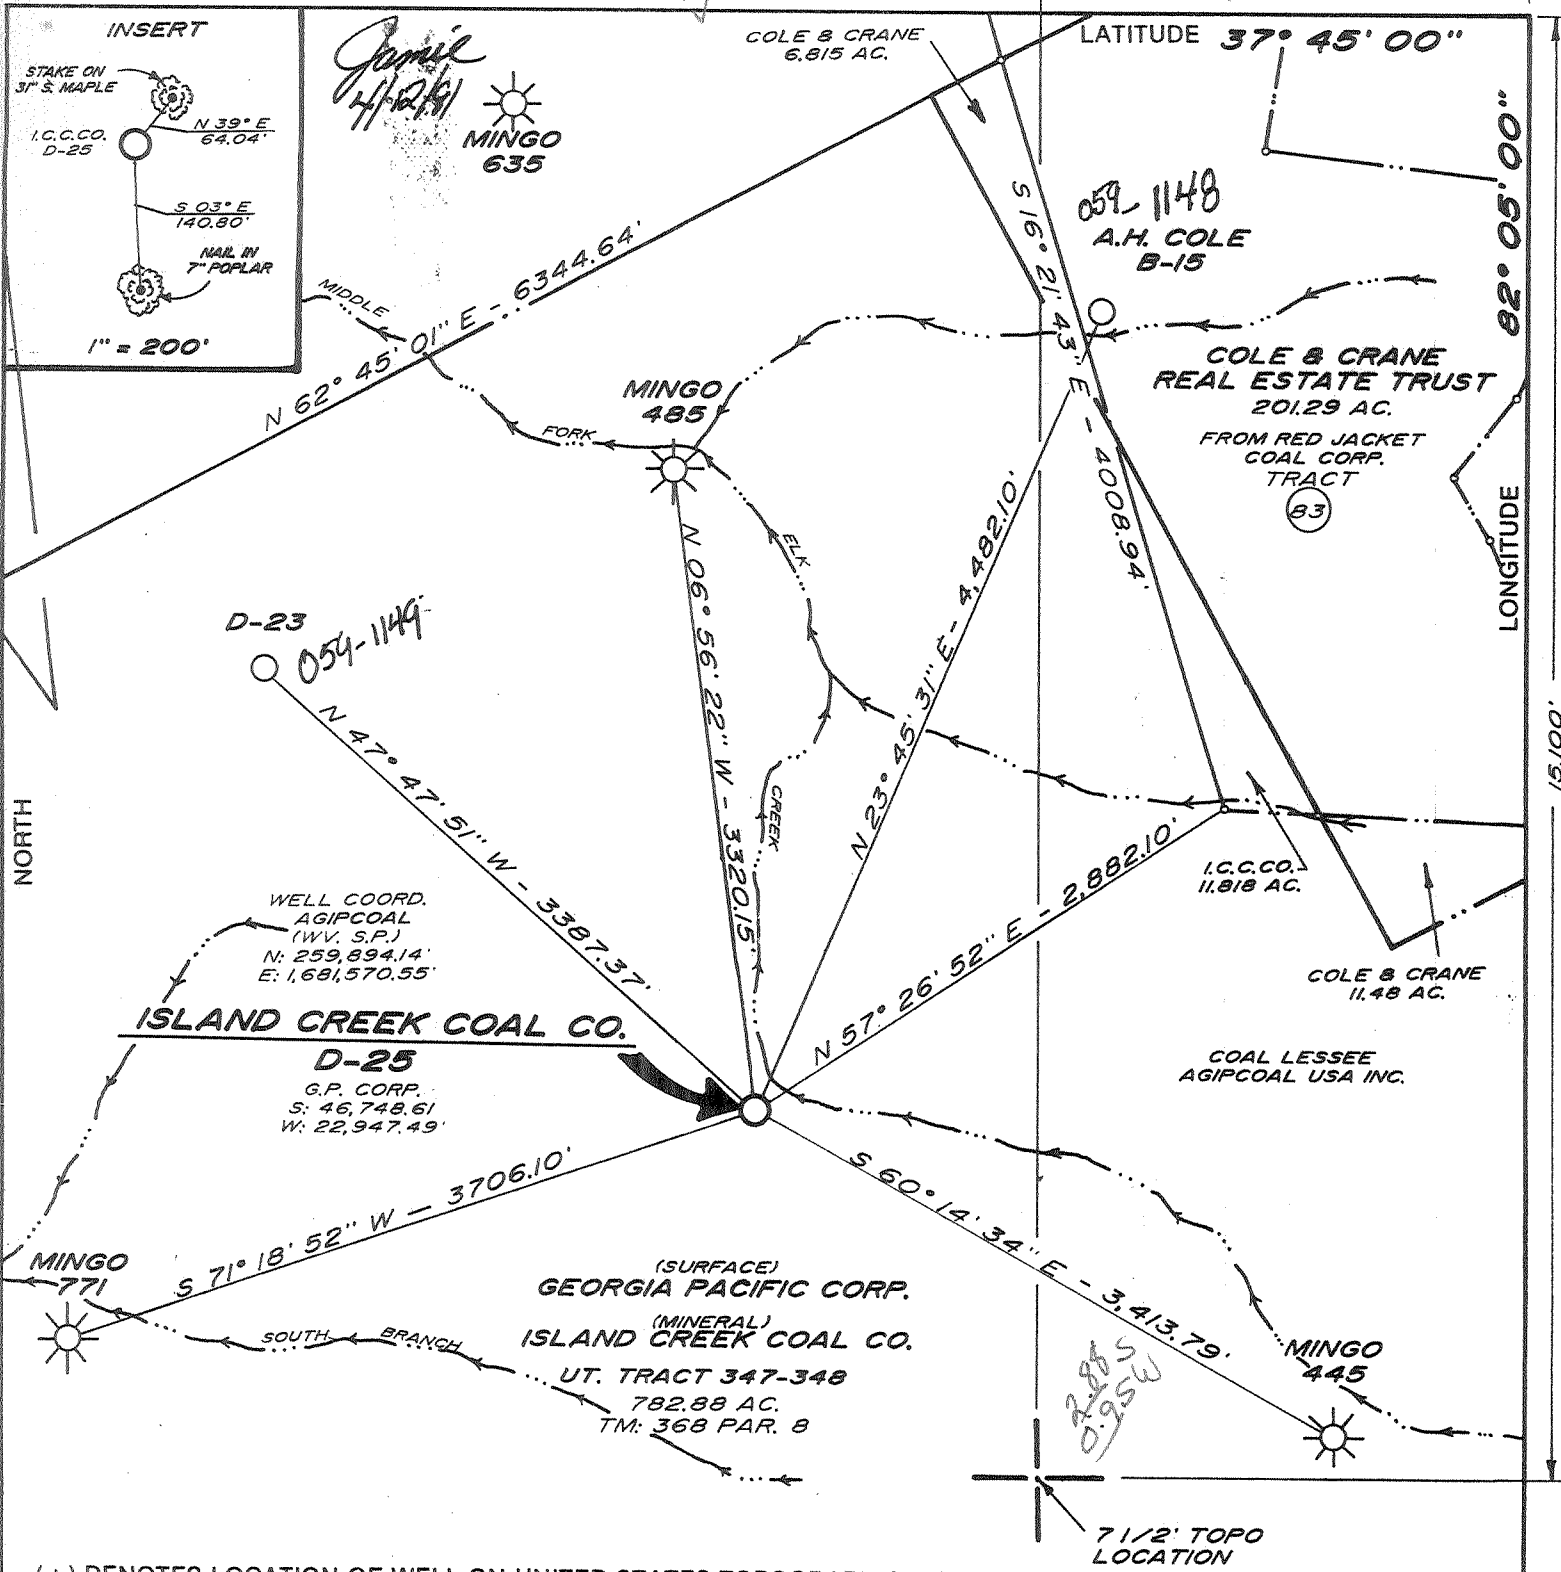 INSERT
STAKE ON
31" S. MAPLE
I.C.C.CO.
D-25
N 39° E
64.04'
S 03° E
140.80'
NAIL IN
7" POPLAR
1" = 200'
Jamie
MINGO
635
COLE & CRANE
6.815 AC.
LATITUDE 37° 45' 00"
82° 05' 00"
LONGITUDE
15,100'
059-1148
A.H. COLE
B-15
S 16° 21' 43" E - 4008.94'
N 62° 45' 01" E - 6344.64'
MIDDLE
FORK
MINGO
485
COLE & CRANE
REAL ESTATE TRUST
201.29 AC.
FROM RED JACKET
COAL CORP.
TRACT
83
ELK
CREEK
N 06° 56' 22" W - 3320.15'
N 23° 45' 31" E - 4,482.10'
D-23
059-1149
N 47° 47' 51" W - 3387.37'
N 57° 26' 52" E - 2,882.10'
NORTH
I.C.C.CO.
11.818 AC.
COLE & CRANE
11.48 AC.
WELL COORD.
AGIPCOAL
(WV. S.P.)
N: 259,894.14'
E: 1,681,570.55'
ISLAND CREEK COAL CO.
D-25
G.P. CORP.
S: 46,748.61
W: 22,947.49'
COAL LESSEE
AGIPCOAL USA INC.
S 71° 18' 52" W - 3706.10'
S 60° 14' 34" E - 3,413.79'
MINGO
771
SOUTH BRANCH
(SURFACE)
GEORGIA PACIFIC CORP.
(MINERAL)
ISLAND CREEK COAL CO.
UT. TRACT 347-348
782.88 AC.
TM: 368 PAR. 8
2.88 S
0.95 W
MINGO
445
7 1/2' TOPO
LOCATION